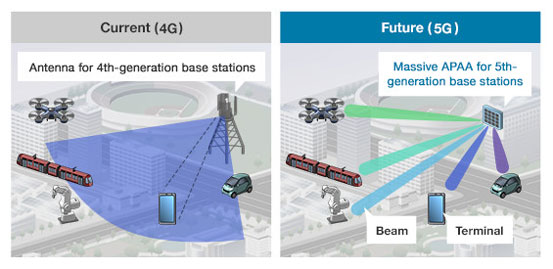 Current (4G)
Antenna for 4th-generation base stations
Future (5G)
Massive APAA for 5th-
generation base stations
Beam
Terminal